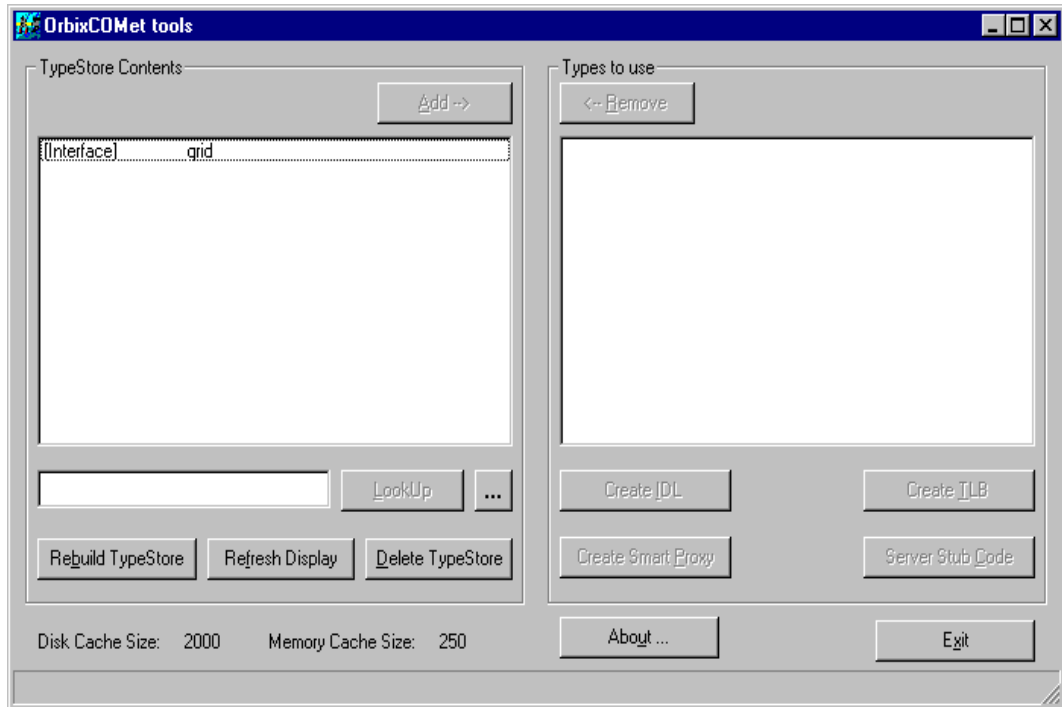 OrbixCOMet tools
TypeStore Contents
Add -->
[Interface] grid
LookUp ...
Rebuild TypeStore Refresh Display Delete TypeStore
Types to use
<-- Remove
Create IDL Create TLB
Create Smart Proxy Server Stub Code
Disk Cache Size: 2000 Memory Cache Size: 250 About ... Exit